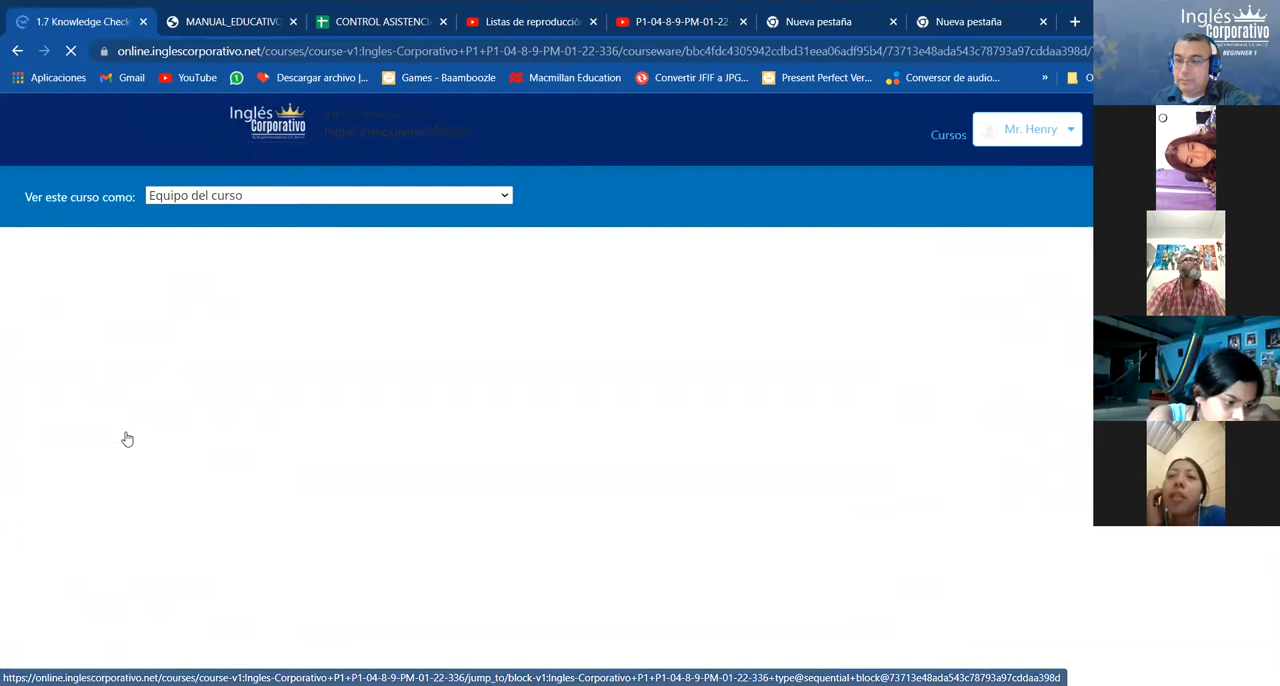 1.7 Knowledge Check
MANUAL_EDUCATIVO
CONTROL ASISTENCI
Listas de reproducció
P1-04-8-9-PM-01-22-
Nueva pestaña
Nueva pestaña
online.inglescorporativo.net/courses/course-v1:Ingles-Corporativo+P1+P1-04-8-9-PM-01-22-336/courseware/bbc4fdc4305942cdbd31eea06adf95b4/73713e48ada543c78793a97cddaa398d/
Aplicaciones
Gmail
YouTube
Descargar archivo |...
Games - Baamboozle
Macmillan Education
Convertir JFIF a JPG...
Present Perfect Ver...
Conversor de audio...
»
O
Inglés
Corporativo
Cursos
Mr. Henry
Ver este curso como:
Equipo del curso
Inglés
Corporativo
BEGINNER 1
https://online.inglescorporativo.net/courses/course-v1:Ingles-Corporativo+P1+P1-04-8-9-PM-01-22-336/jump_to/block-v1:Ingles-Corporativo+P1+P1-04-8-9-PM-01-22-336+type@sequential+block@73713e48ada543c78793a97cddaa398d